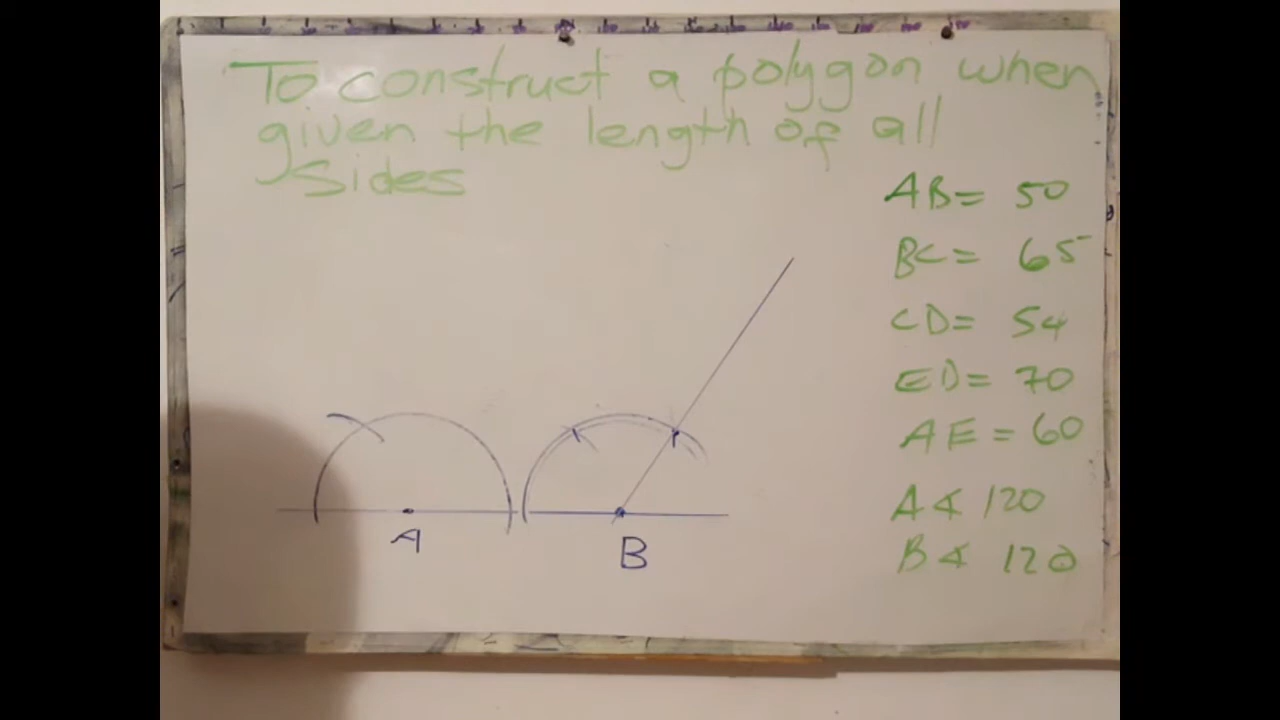 To construct a polygon when
given the length of all
Sides
AB= 50
BC= 65
CD= 54
ED= 70
AE=60
A∢ 120
B∢ 120
A
B